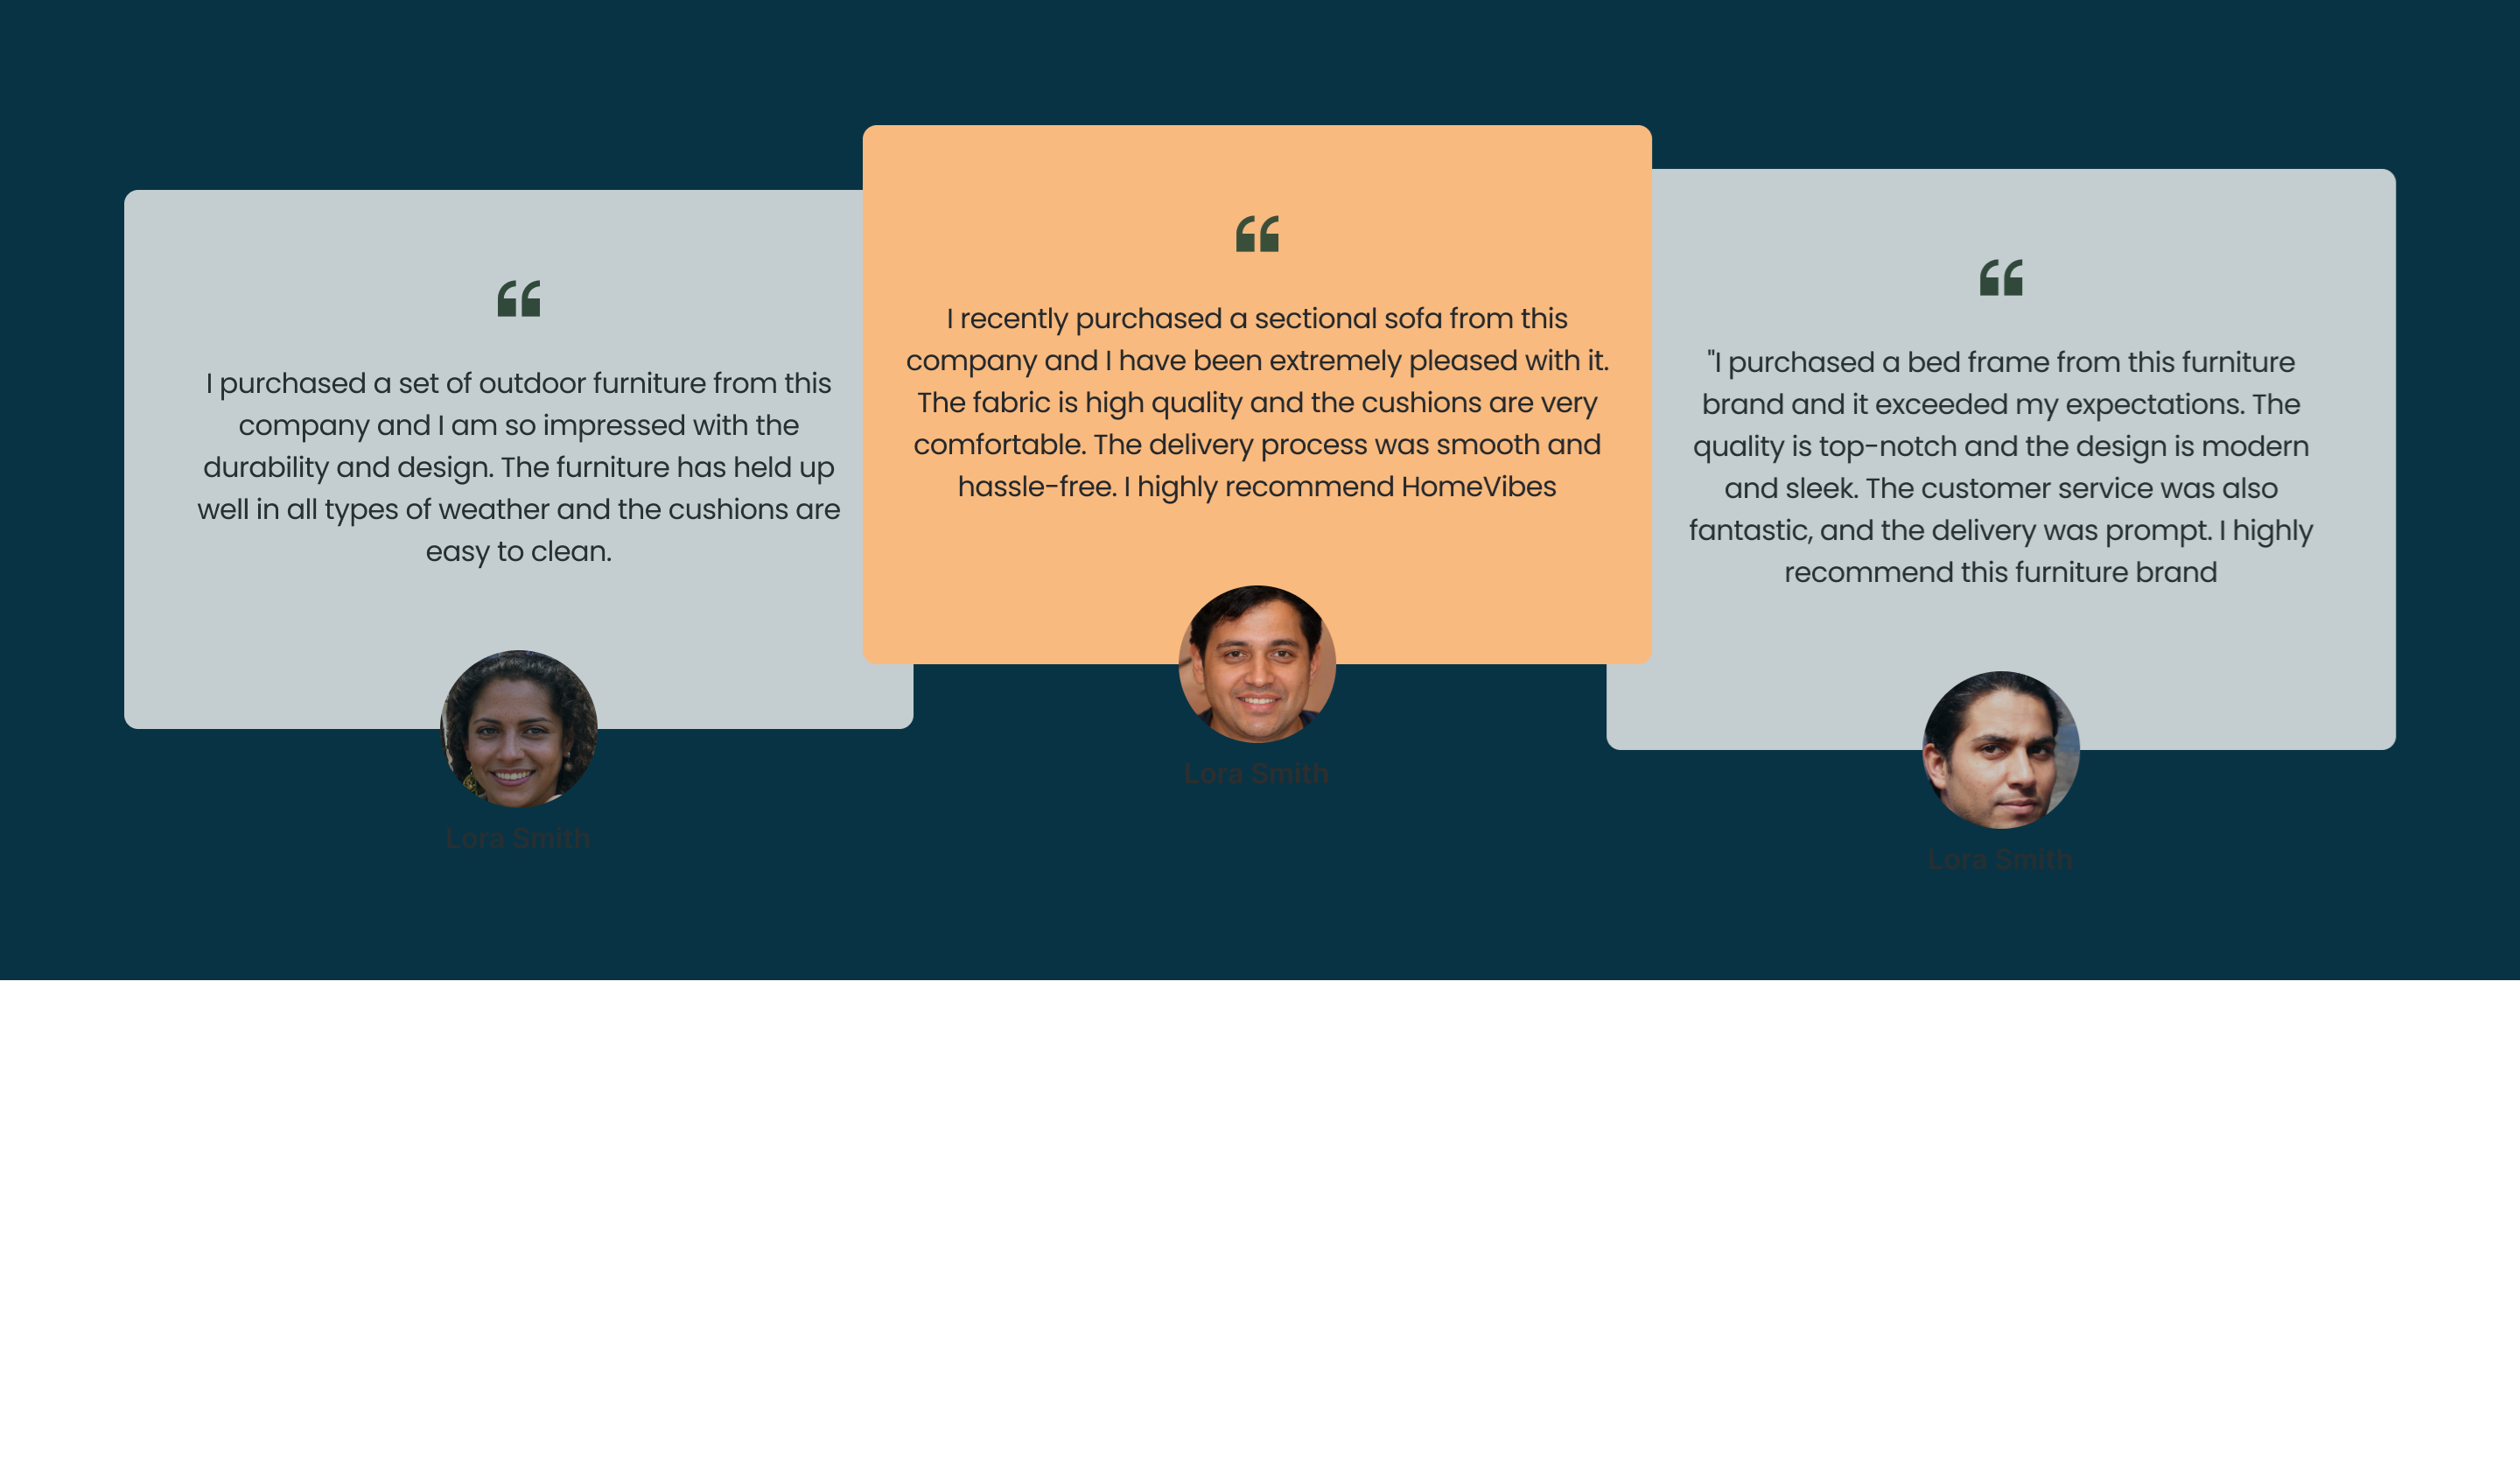 I purchased a set of outdoor furniture from this
company and I am so impressed with the
durability and design. The furniture has held up
well in all types of weather and the cushions are
easy to clean.
Lora Smith
I recently purchased a sectional sofa from this
company and I have been extremely pleased with it.
The fabric is high quality and the cushions are very
comfortable. The delivery process was smooth and
hassle-free. I highly recommend HomeVibes
Lora Smith
"I purchased a bed frame from this furniture
brand and it exceeded my expectations. The
quality is top-notch and the design is modern
and sleek. The customer service was also
fantastic, and the delivery was prompt. I highly
recommend this furniture brand
Lora Smith